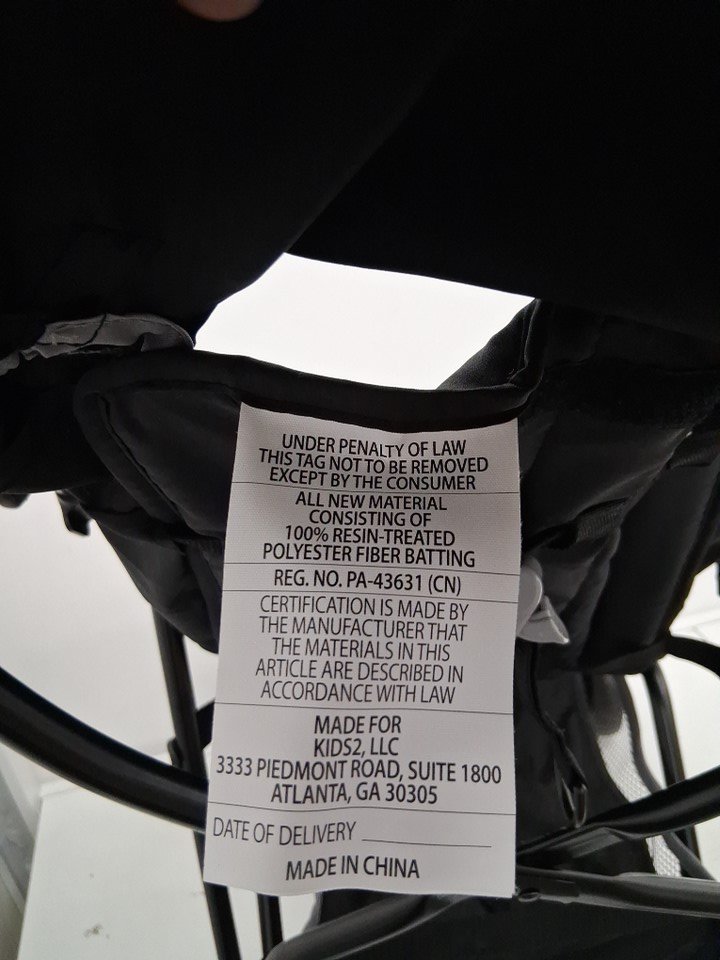 UNDER PENALTY OF LAW
THIS TAG NOT TO BE REMOVED
EXCEPT BY THE CONSUMER
ALL NEW MATERIAL
CONSISTING OF
100% RESIN-TREATED
POLYESTER FIBER BATTING
REG. NO. PA-43631 (CN)
CERTIFICATION IS MADE BY
THE MANUFACTURER THAT
THE MATERIALS IN THIS
ARTICLE ARE DESCRIBED IN
ACCORDANCE WITH LAW
MADE FOR
KIDS2, LLC
3333 PIEDMONT ROAD, SUITE 1800
ATLANTA, GA 30305
DATE OF DELIVERY
MADE IN CHINA